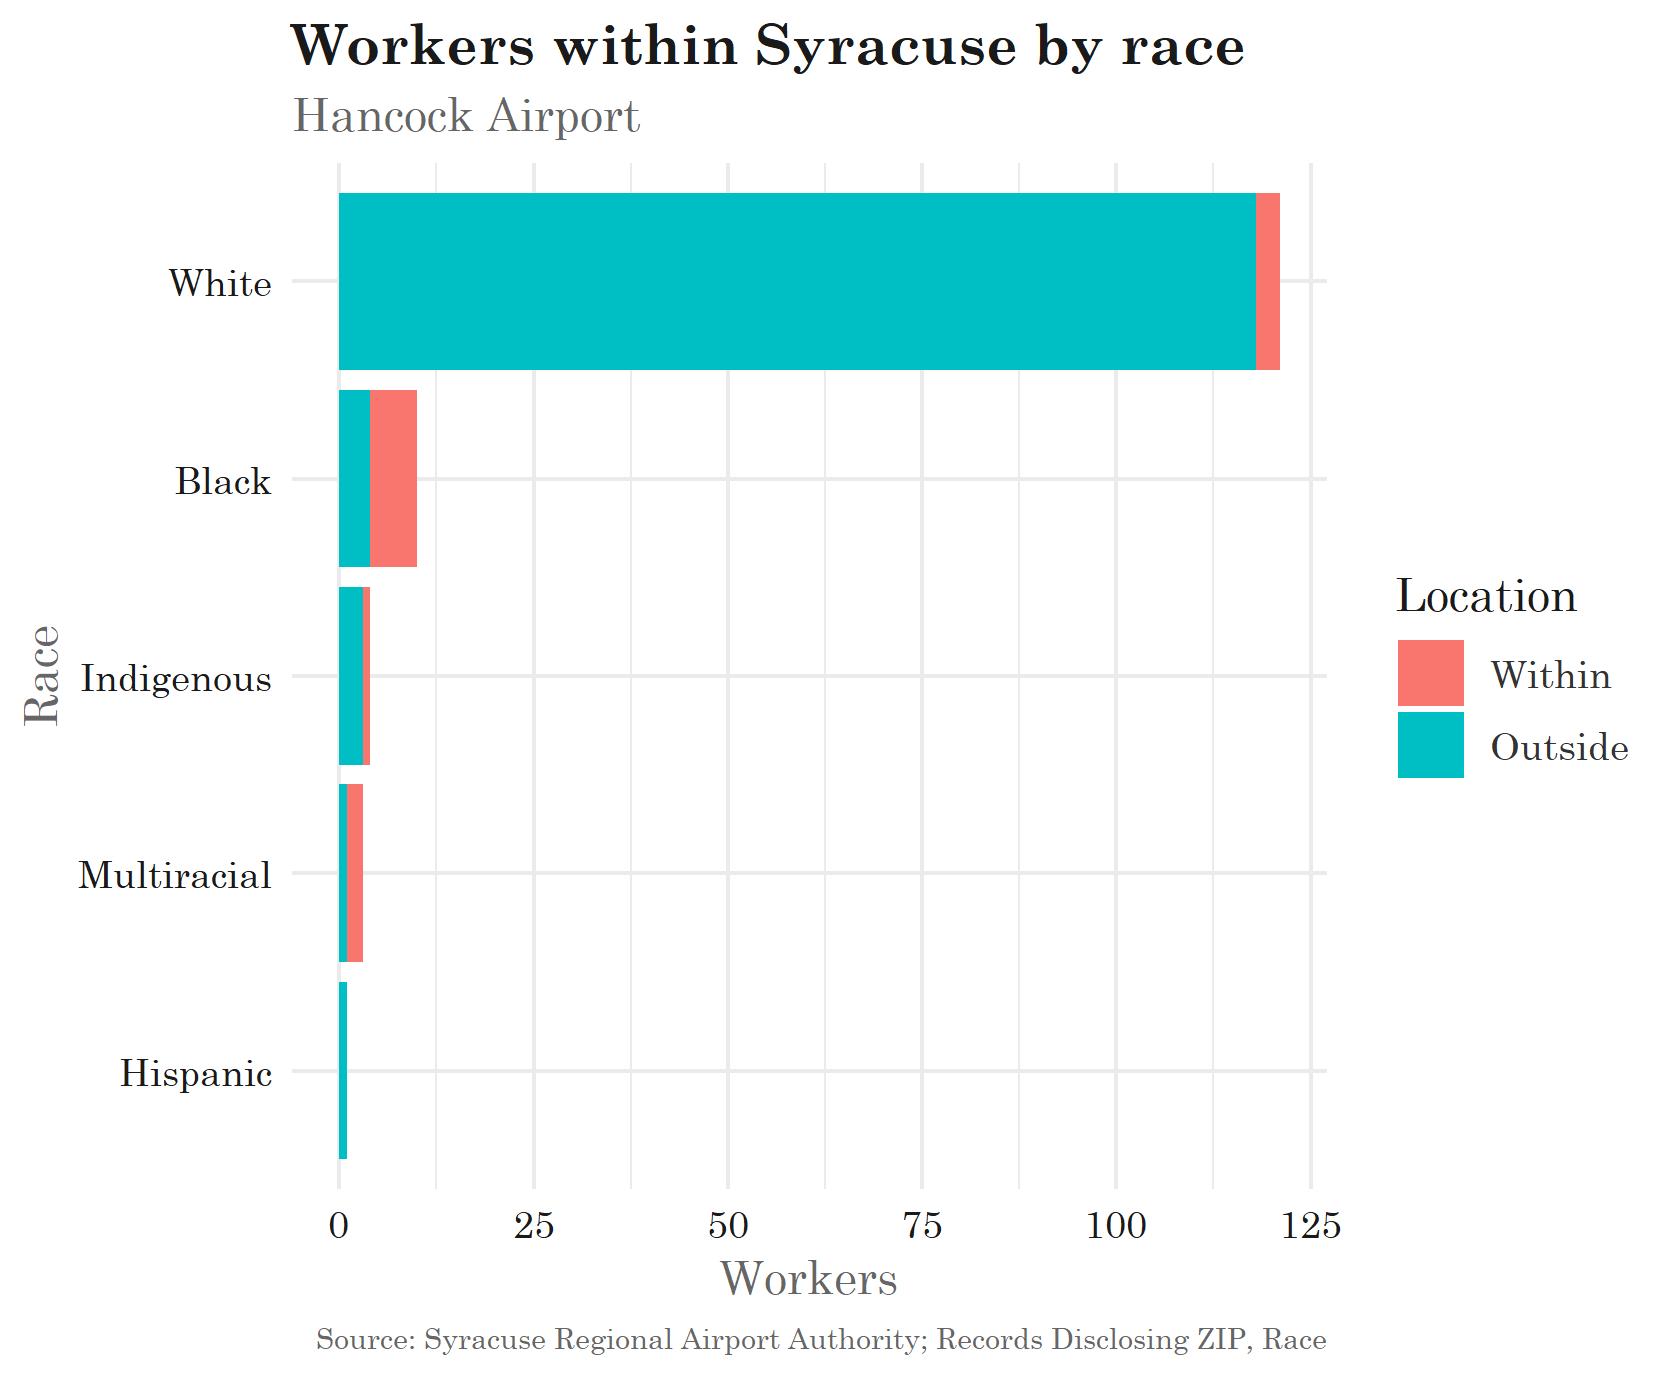 Workers within Syracuse by race
Hancock Airport
White
Black
Indigenous
Multiracial
Hispanic
Race
0 25 50 75 100 125
Workers
Location
Within
Outside
Source: Syracuse Regional Airport Authority; Records Disclosing ZIP, Race